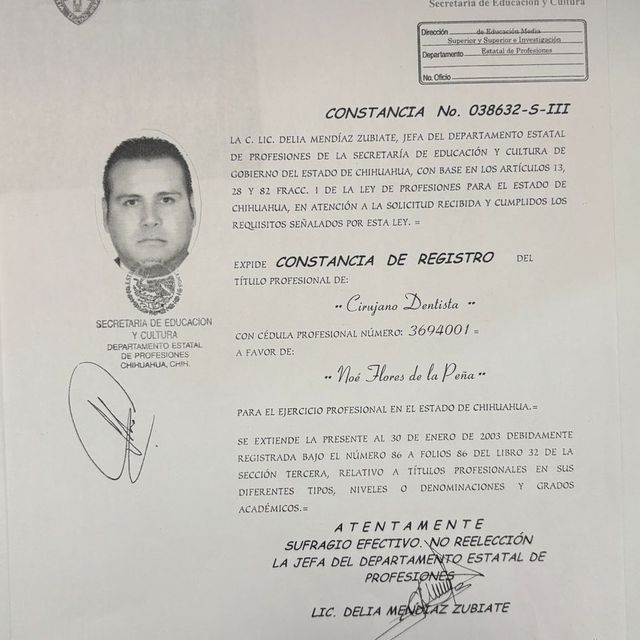 Secretaría de Educación y Cultura
Dirección de Educación Media
Superior y Superior e Investigación
Departamento Estatal de Profesiones
No. Oficio
CONSTANCIA No. 038632-S-III
LA C. LIC. DELIA MENDÍAZ ZUBIATE, JEFA DEL DEPARTAMENTO ESTATAL
DE PROFESIONES DE LA SECRETARÍA DE EDUCACIÓN Y CULTURA DE
GOBIERNO DEL ESTADO DE CHIHUAHUA, CON BASE EN LOS ARTÍCULOS 13,
28 Y 82 FRACC. I DE LA LEY DE PROFESIONES PARA EL ESTADO DE
CHIHUAHUA, EN ATENCIÓN A LA SOLICITUD RECIBIDA Y CUMPLIDOS LOS
REQUISITOS SEÑALADOS POR ESTA LEY. =
EXPIDE CONSTANCIA DE REGISTRO DEL
TÍTULO PROFESIONAL DE:
•• Cirujano Dentista ••
CON CÉDULA PROFESIONAL NÚMERO: 3694001 =
A FAVOR DE:
•• Noé Flores de la Peña ••
PARA EL EJERCICIO PROFESIONAL EN EL ESTADO DE CHIHUAHUA.=
SE EXTIENDE LA PRESENTE AL 30 DE ENERO DE 2003 DEBIDAMENTE
REGISTRADA BAJO EL NÚMERO 86 A FOLIOS 86 DEL LIBRO 32 DE LA
SECCIÓN TERCERA, RELATIVO A TÍTULOS PROFESIONALES EN SUS
DIFERENTES TIPOS, NIVELES O DENOMINACIONES Y GRADOS
ACADÉMICOS.=
SECRETARIA DE EDUCACION
Y CULTURA
DEPARTAMENTO ESTATAL
DE PROFESIONES
CHIHUAHUA, CHIH.
ATENTAMENTE
SUFRAGIO EFECTIVO. NO REELECCIÓN
LA JEFA DEL DEPARTAMENTO ESTATAL DE
PROFESIONES
LIC. DELIA MENDÍAZ ZUBIATE